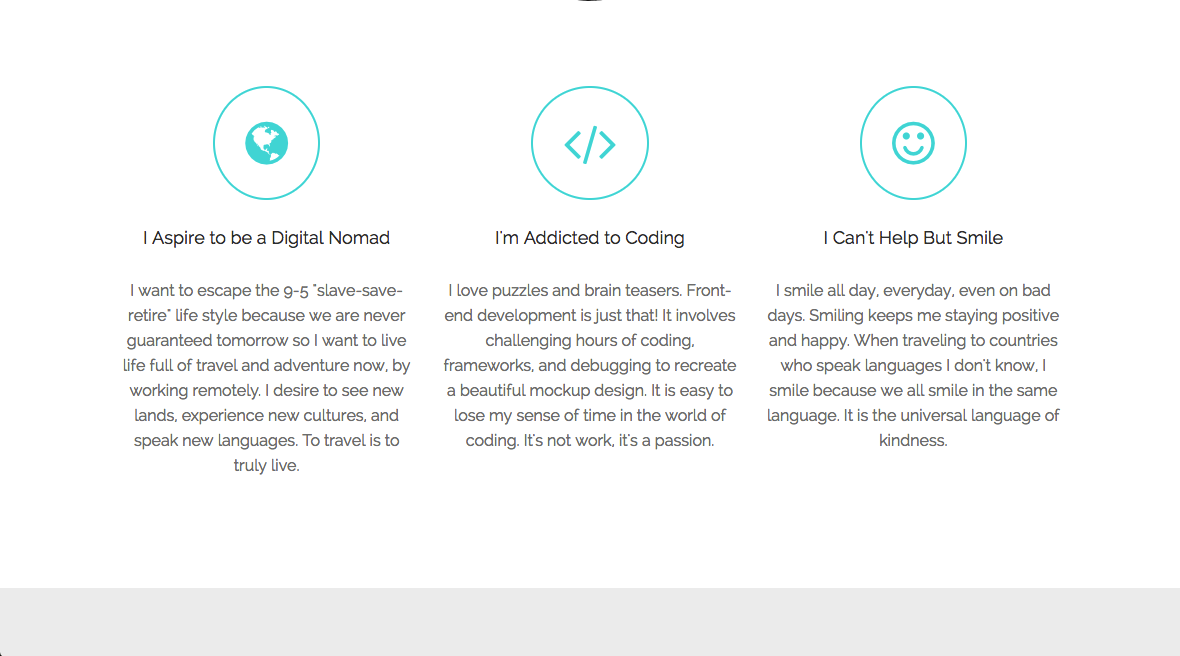 I Aspire to be a Digital Nomad
I want to escape the 9-5 "slave-save-
retire" life style because we are never
guaranteed tomorrow so I want to live
life full of travel and adventure now, by
working remotely. I desire to see new
lands, experience new cultures, and
speak new languages. To travel is to
truly live.
I'm Addicted to Coding
I love puzzles and brain teasers. Front-
end development is just that! It involves
challenging hours of coding,
frameworks, and debugging to recreate
a beautiful mockup design. It is easy to
lose my sense of time in the world of
coding. It's not work, it's a passion.
I Can't Help But Smile
I smile all day, everyday, even on bad
days. Smiling keeps me staying positive
and happy. When traveling to countries
who speak languages I don't know, I
smile because we all smile in the same
language. It is the universal language of
kindness.